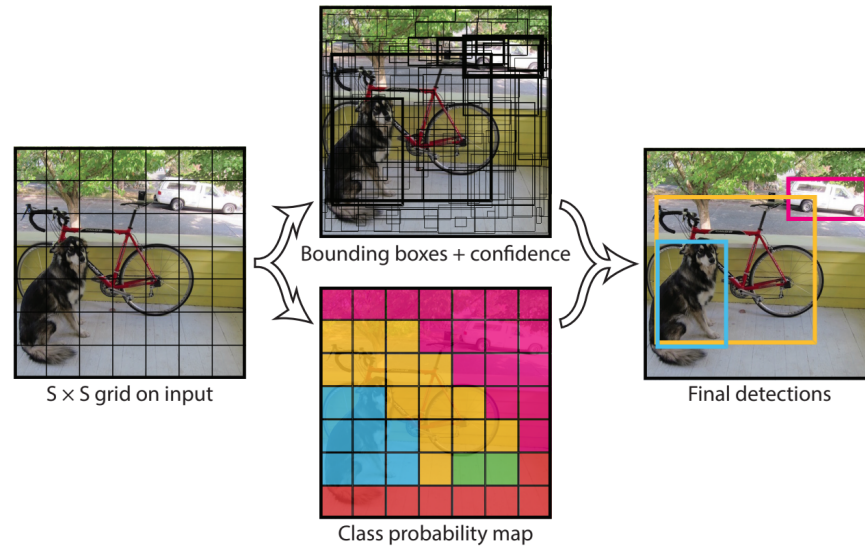 Bounding boxes + confidence
S × S grid on input
Final detections
Class probability map